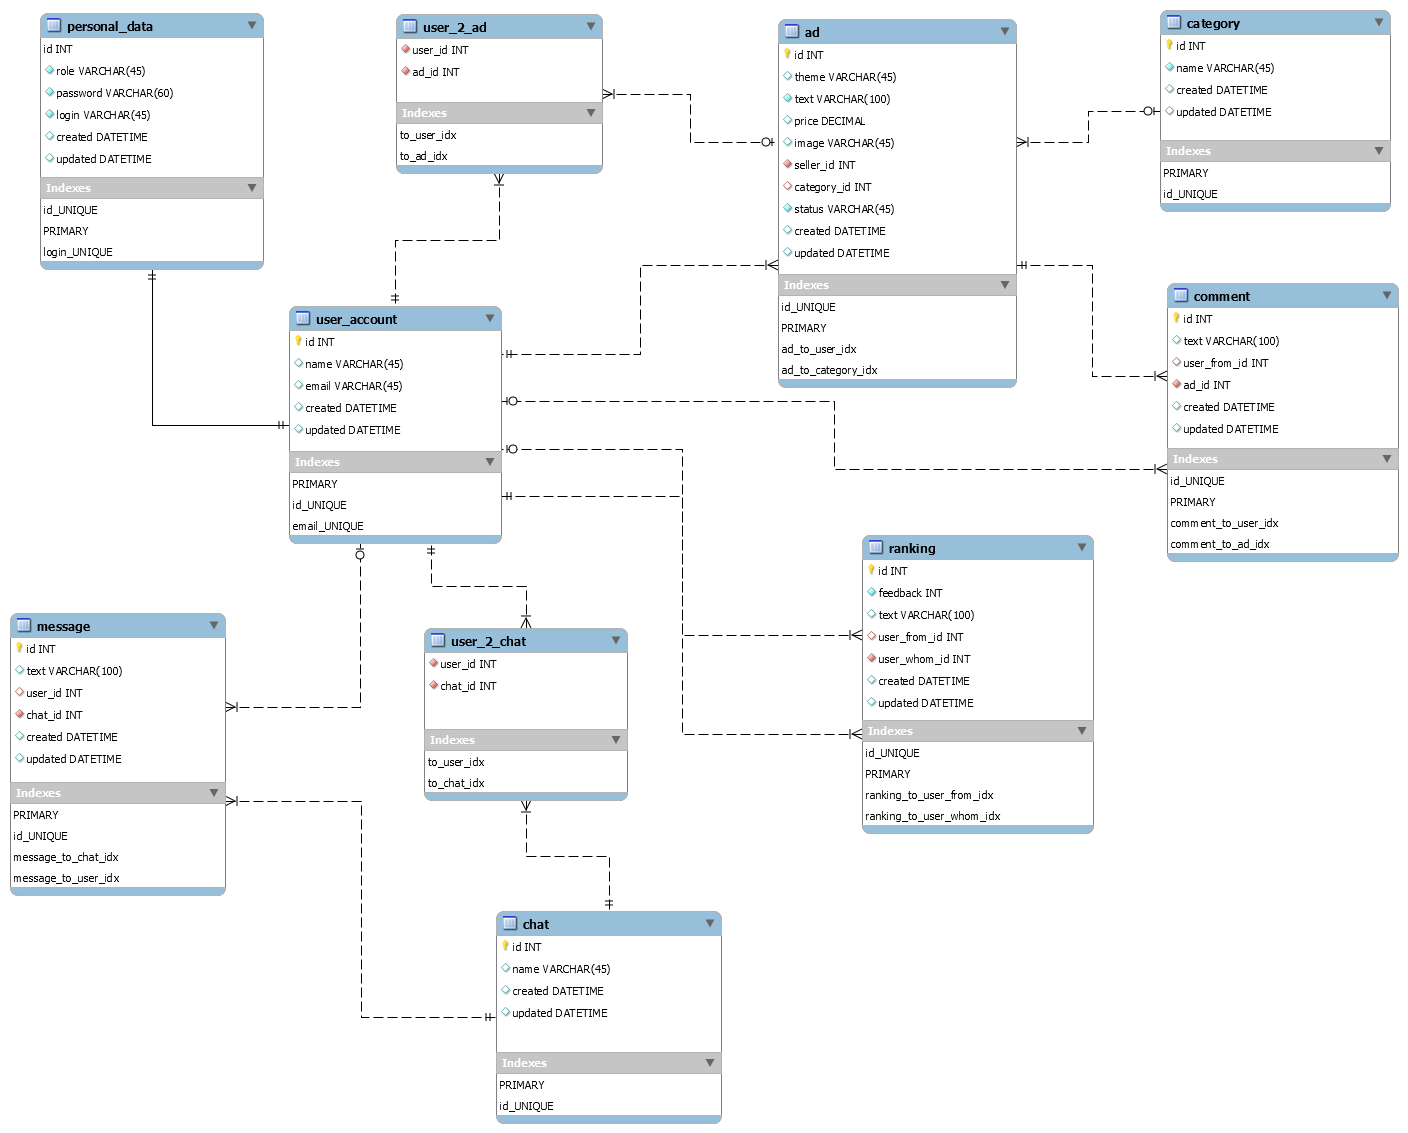 personal_data
id INT
role VARCHAR(45)
password VARCHAR(60)
login VARCHAR(45)
created DATETIME
updated DATETIME
Indexes
id_UNIQUE
PRIMARY
login_UNIQUE
user_2_ad
user_id INT
ad_id INT
Indexes
to_user_idx
to_ad_idx
ad
id INT
theme VARCHAR(45)
text VARCHAR(100)
price DECIMAL
image VARCHAR(45)
seller_id INT
category_id INT
status VARCHAR(45)
created DATETIME
updated DATETIME
Indexes
id_UNIQUE
PRIMARY
ad_to_user_idx
ad_to_category_idx
category
id INT
name VARCHAR(45)
created DATETIME
updated DATETIME
Indexes
PRIMARY
id_UNIQUE
user_account
id INT
name VARCHAR(45)
email VARCHAR(45)
created DATETIME
updated DATETIME
Indexes
PRIMARY
id_UNIQUE
email_UNIQUE
comment
id INT
text VARCHAR(100)
user_from_id INT
ad_id INT
created DATETIME
updated DATETIME
Indexes
id_UNIQUE
PRIMARY
comment_to_user_idx
comment_to_ad_idx
message
id INT
text VARCHAR(100)
user_id INT
chat_id INT
created DATETIME
updated DATETIME
Indexes
PRIMARY
id_UNIQUE
message_to_chat_idx
message_to_user_idx
user_2_chat
user_id INT
chat_id INT
Indexes
to_user_idx
to_chat_idx
ranking
id INT
feedback INT
text VARCHAR(100)
user_from_id INT
user_whom_id INT
created DATETIME
updated DATETIME
Indexes
id_UNIQUE
PRIMARY
ranking_to_user_from_idx
ranking_to_user_whom_idx
chat
id INT
name VARCHAR(45)
created DATETIME
updated DATETIME
Indexes
PRIMARY
id_UNIQUE